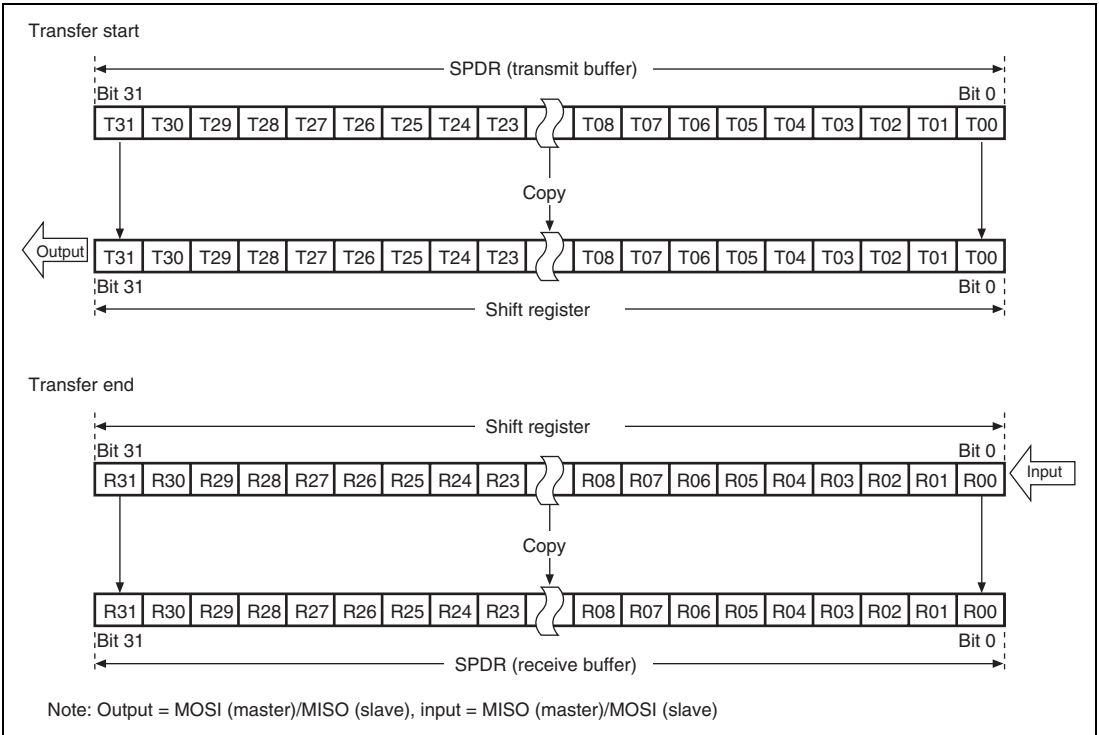 Transfer start
SPDR (transmit buffer)
Bit 31 Bit 0
T31 T30 T29 T28 T27 T26 T25 T24 T23 T08 T07 T06 T05 T04 T03 T02 T01 T00
Copy
Output T31 T30 T29 T28 T27 T26 T25 T24 T23 T08 T07 T06 T05 T04 T03 T02 T01 T00
Bit 31 Bit 0
Shift register
Transfer end
Shift register
Bit 31 Bit 0
R31 R30 R29 R28 R27 R26 R25 R24 R23 R08 R07 R06 R05 R04 R03 R02 R01 R00 Input
Copy
R31 R30 R29 R28 R27 R26 R25 R24 R23 R08 R07 R06 R05 R04 R03 R02 R01 R00
Bit 31 Bit 0
SPDR (receive buffer)
Note: Output = MOSI (master)/MISO (slave), input = MISO (master)/MOSI (slave)